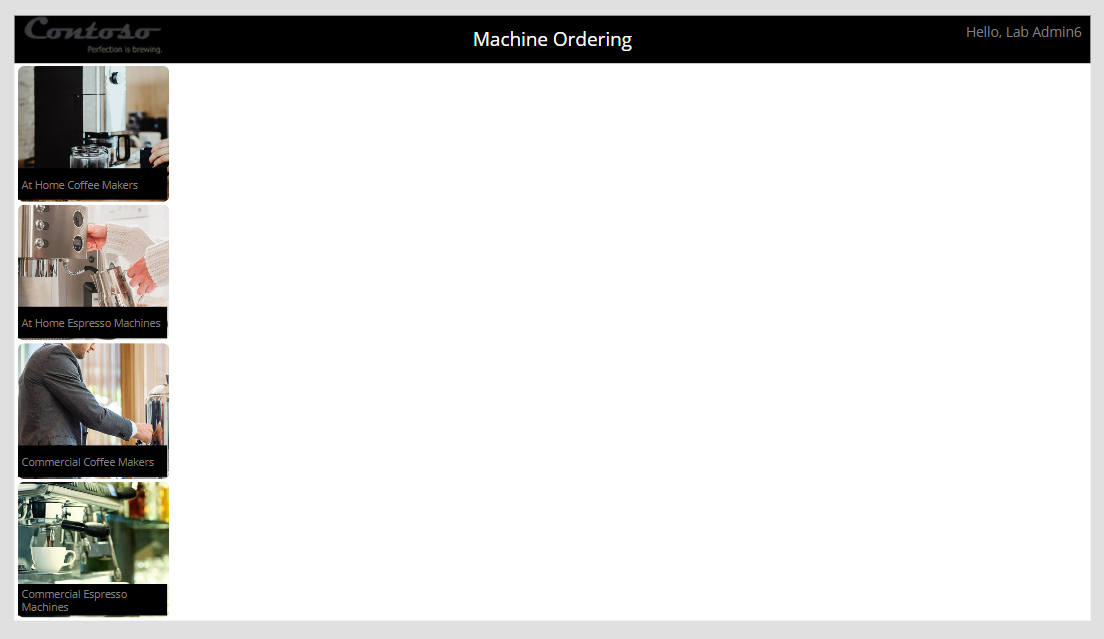 Contoso
Perfection is brewing.
Machine Ordering
Hello, Lab Admin6
At Home Coffee Makers
At Home Espresso Machines
Commercial Coffee Makers
Commercial Espresso
Machines